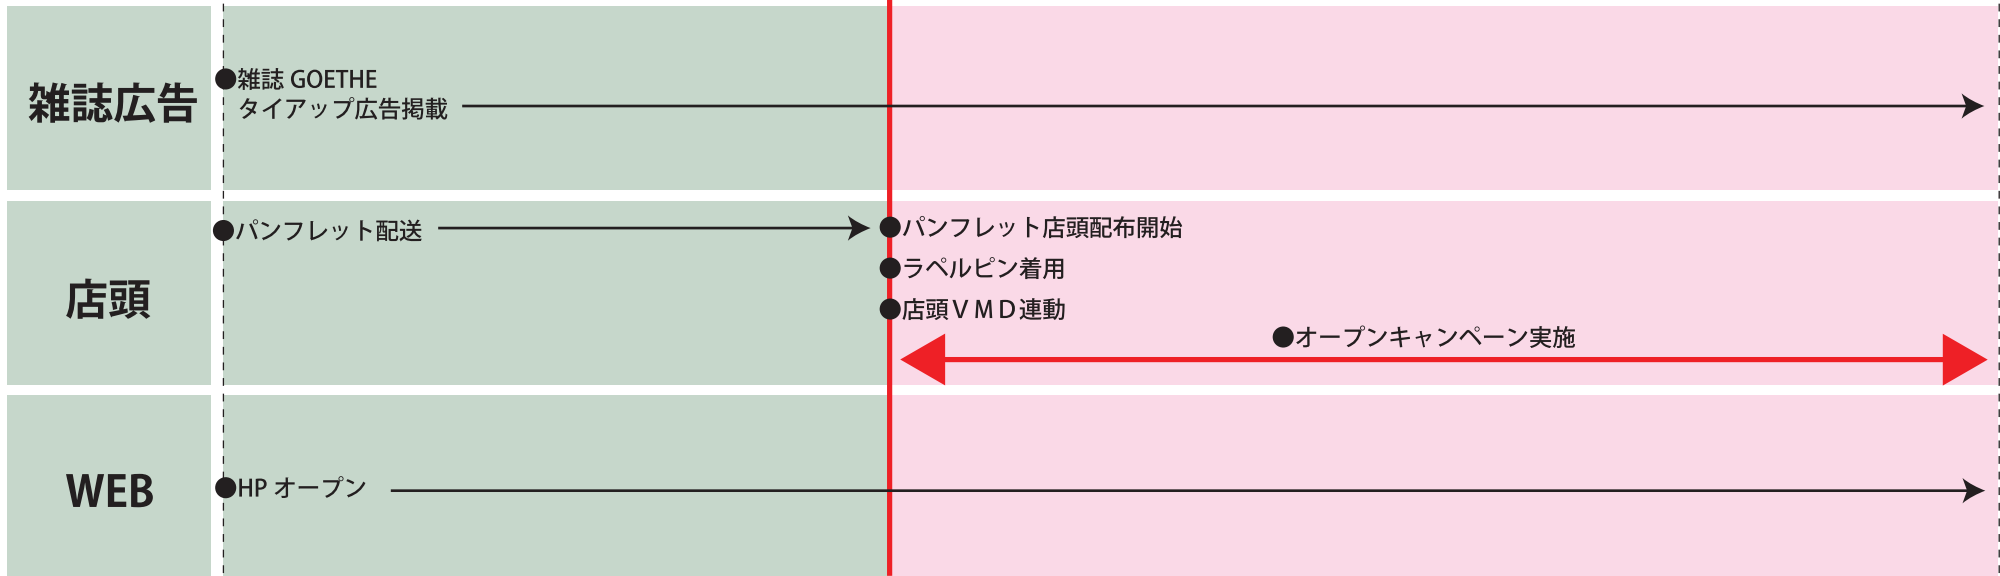 雑誌広告
●雑誌 GOETHE
タイアップ広告掲載
店頭
●パンフレット配送
●パンフレット店頭配布開始
●ラペルピン着用
●店頭ＶＭＤ連動
●オープンキャンペーン実施
WEB
●HP オープン